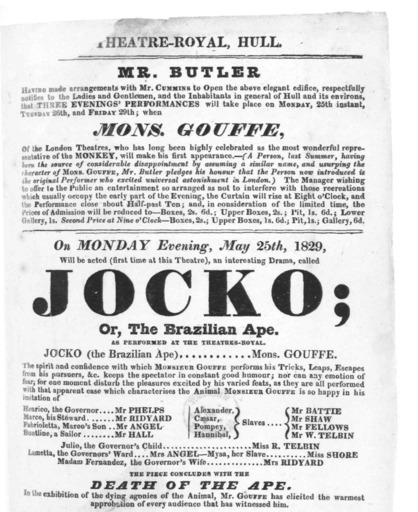 THEATRE-ROYAL, HULL.
MR. BUTLER
HAVING made arrangements with Mr. CUMMINS to Open the above elegant edifice, respectfully
notifies to the Ladies and Gentlemen, and the Inhabitants in general of Hull and its environs,
that THREE EVENINGS' PERFORMANCES will take place on MONDAY, 25th instant,
TUESDAY 26th, and FRIDAY 29th; when
MONS. GOUFFE,
Of the London Theatres, who has long been highly celebrated as the most wonderful repre-
sentative of the MONKEY, will make his first appearance.—(A Person, last Summer, having
been the source of considerable disappointment by assuming a similar name, and usurping the
character of MONS. GOUFFE, Mr. Butler pledges his honour that the Person now introduced is
the original Performer who excited universal astonishment in London.) The Manager wishing
to offer to the Public an entertainment so arranged as not to interfere with those recreations
which usually occupy the early part of the Evening, the Curtain will rise at Eight o'Clock, and
the Performance close about Half-past Ten; and, in consideration of the limited time, the
Prices of Admission will be reduced to—Boxes, 2s. 6d.; Upper Boxes, 2s.; Pit, 1s. 6d.; Lower
Gallery, 1s. Second Price at Nine o'Clock—Boxes, 2s.; Upper Boxes, 1s. 6d.; Pit, 1s.; Gallery, 6d.
On MONDAY Evening, May 25th, 1829,
Will be acted (first time at this Theatre), an interesting Drama, called
JOCKO;
Or, The Brazilian Ape.
AS PERFORMED AT THE THEATRES-ROYAL.
JOCKO (the Brazilian Ape)............Mons. GOUFFE.
The spirit and confidence with which MONSIEUR GOUFFE performs his Tricks, Leaps, Escapes
from his pursuers, &c. keeps the spectator in constant good humour; nor can any emotion of
fear, for one moment disturb the pleasures excited by his varied feats, as they are all performed
with that apparent ease which characterises the Animal MONSIEUR GOUFFE is so happy in his
imitation of
Henrico, the Governor....Mr PHELPS Alexander, Mr BATTIE
Marco, his Steward......Mr RIDYARD Cæsar, Mr SHAW
Fabrioletta, Marco's Son..Mr ANGEL Pompey, Slaves.... Mr FELLOWS
Buntline, a Sailor........Mr HALL Hannibal, Mr W. TELBIN
Julio, the Governor's Child..................Miss R. TELBIN
Lametta, the Governors' Ward...Mrs ANGEL—Mysa, her Slave............Miss SHORE
Madam Fernandez, the Governor's Wife..............Mrs RIDYARD
THE PIECE CONCLUDES WITH THE
DEATH OF THE APE.
In the exhibition of the dying agonies of the Animal, Mr. GOUFFE has elicited the warmest
approbation of every audience that has witnessed him.